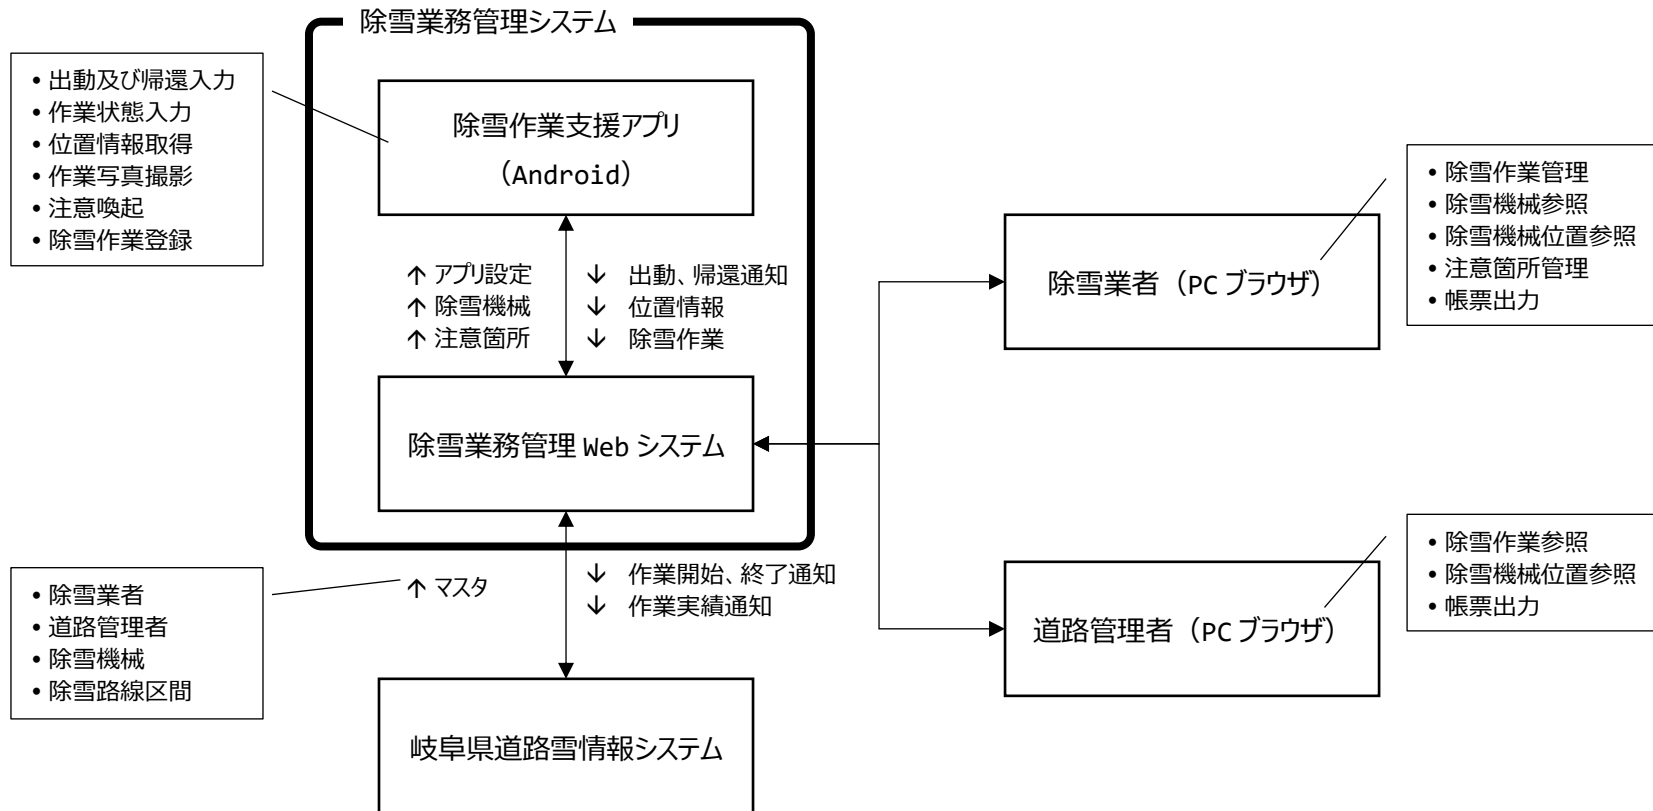 除雪業務管理システム
• 出動及び帰還入力
• 作業状態入力
• 位置情報取得
• 作業写真撮影
• 注意喚起
• 除雪作業登録
除雪作業支援アプリ
（Android）
↑ アプリ設定
↑ 除雪機械
↑ 注意箇所
↓ 出動、帰還通知
↓ 位置情報
↓ 除雪作業
除雪業務管理 Web システム
• 除雪業者
• 道路管理者
• 除雪機械
• 除雪路線区間
↑ マスタ
↓ 作業開始、終了通知
↓ 作業実績通知
岐阜県道路雪情報システム
除雪業者（PC ブラウザ）
• 除雪作業管理
• 除雪機械参照
• 除雪機械位置参照
• 注意箇所管理
• 帳票出力
道路管理者（PC ブラウザ）
• 除雪作業参照
• 除雪機械位置参照
• 帳票出力